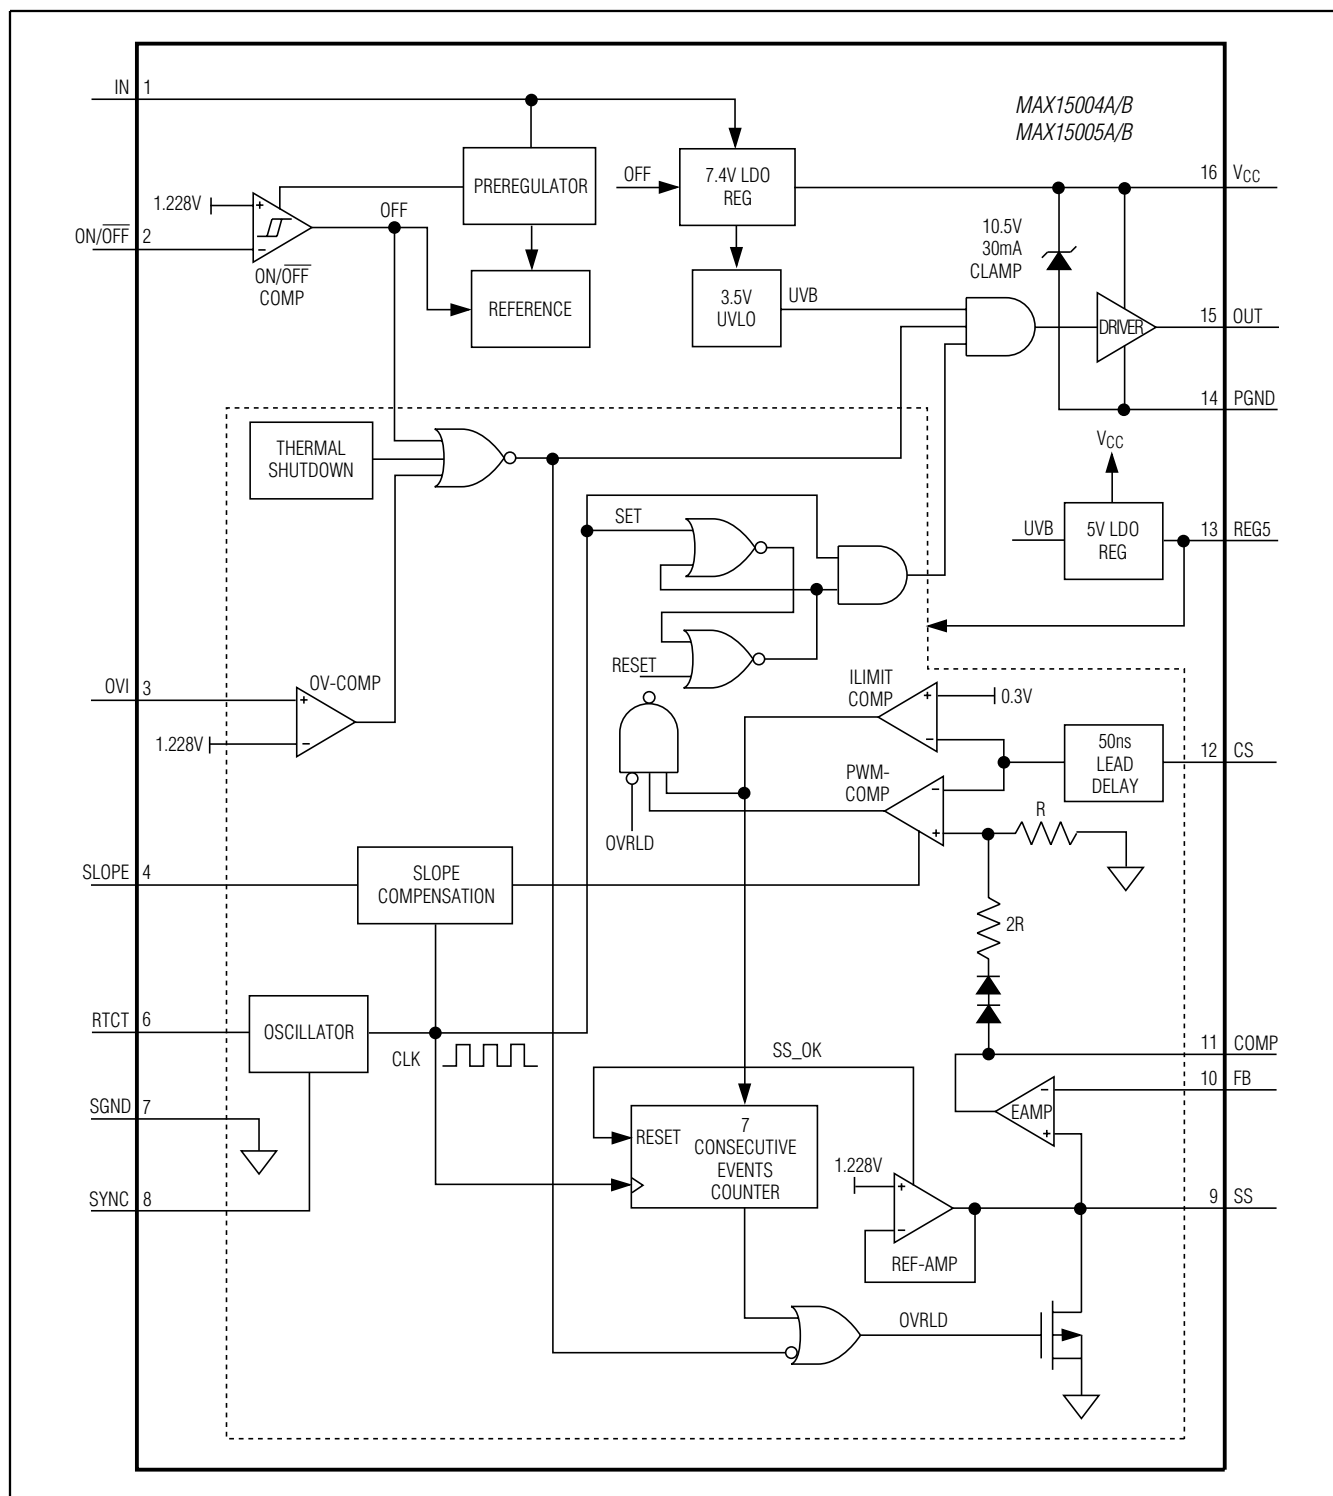 IN 1
MAX15004A/B
MAX15005A/B
PREREGULATOR
OFF
7.4V LDO
REG
16 VCC
1.228V
OFF
ON/OFF 2
ON/OFF
COMP
10.5V
30mA
CLAMP
REFERENCE
3.5V
UVLO
UVB
DRIVER
15 OUT
14 PGND
THERMAL
SHUTDOWN
VCC
SET
UVB
5V LDO
REG
13 REG5
RESET
OVI 3
OV-COMP
1.228V
ILIMIT
COMP
0.3V
50ns
LEAD
DELAY
12 CS
PWM-
COMP
R
OVRLD
SLOPE 4
SLOPE
COMPENSATION
2R
RTCT 6
OSCILLATOR
CLK
SS_OK
11 COMP
10 FB
EAMP
SGND 7
RESET
7
CONSECUTIVE
EVENTS
COUNTER
1.228V
SYNC 8
9 SS
REF-AMP
OVRLD